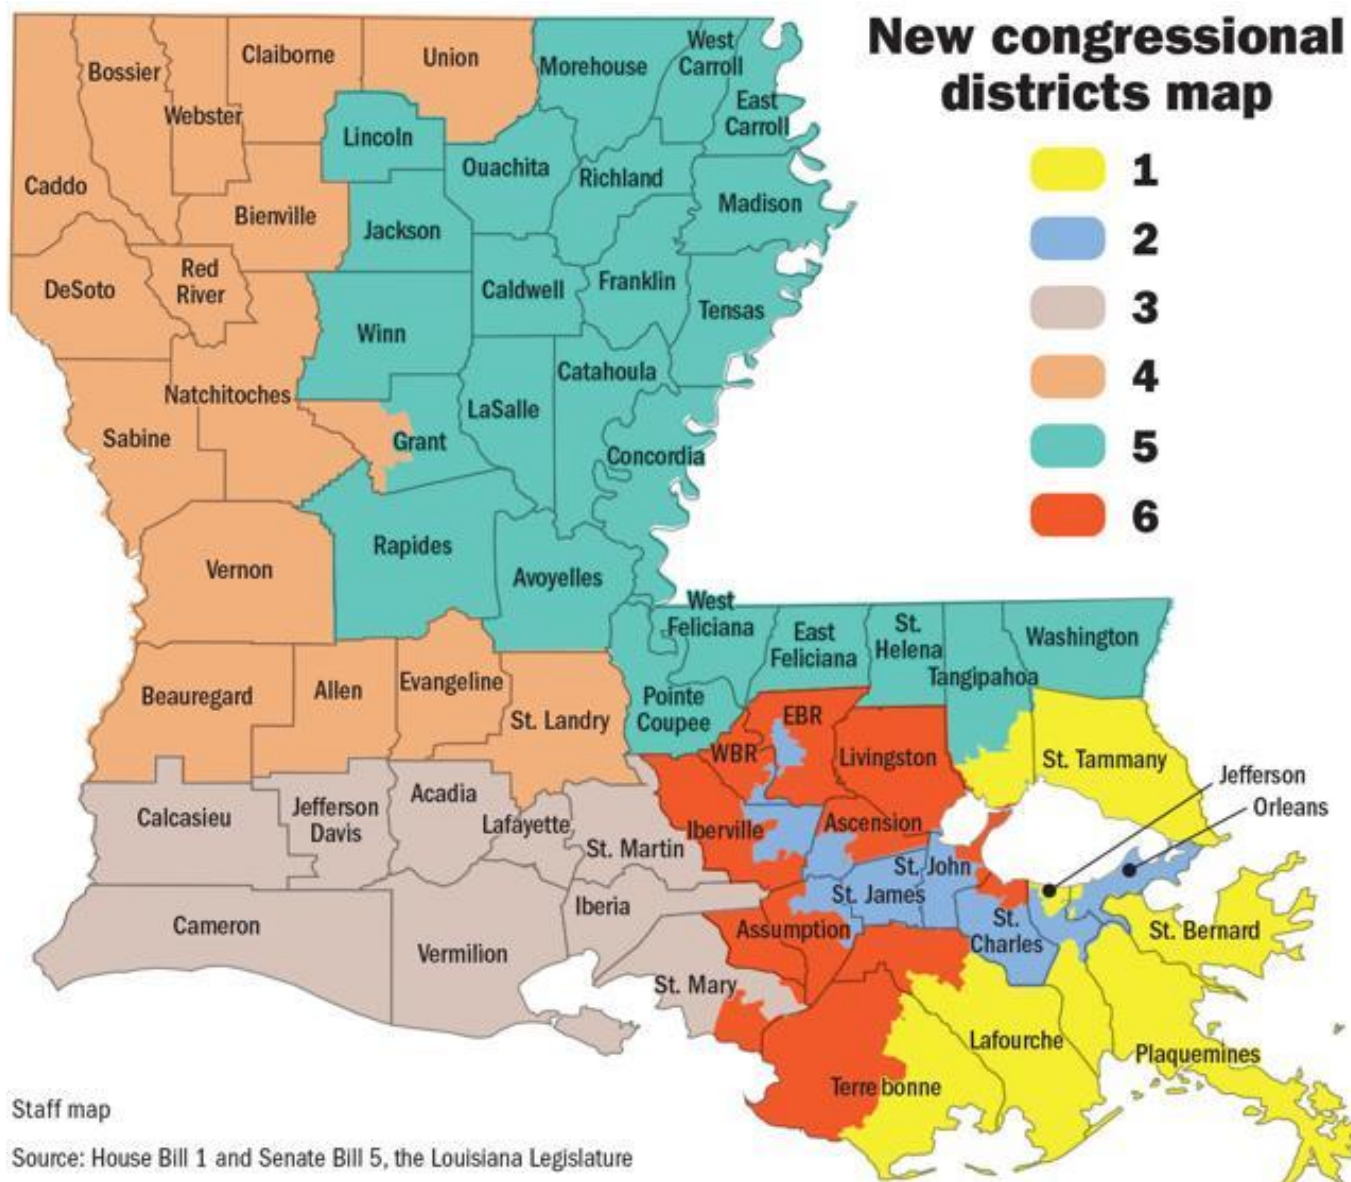 New congressional
districts map
1
2
3
4
5
6
Bossier
Claiborne
Union
Morehouse
West
Carroll
Webster
East
Carroll
Lincoln
Ouachita
Richland
Caddo
Madison
Bienville
Jackson
Red
River
DeSoto
Caldwell
Franklin
Tensas
Winn
Catahoula
Natchitoches
LaSalle
Sabine
Grant
Concordia
Rapides
Vernon
Avoyelles
West
Feliciana
East
Feliciana
St.
Helena
Washington
Tangipahoa
Beauregard
Allen
Evangeline
St. Landry
Pointe
Coupee
EBR
WBR
Livingston
St. Tammany
Jefferson
Orleans
Calcasieu
Jefferson
Davis
Acadia
Lafayette
St. Martin
Iberville
Ascension
St. John
St. James
Iberia
Cameron
Vermilion
Assumption
St.
Charles
St. Bernard
St. Mary
Lafourche
Plaquemines
Terrebonne
Staff map
Source: House Bill 1 and Senate Bill 5, the Louisiana Legislature